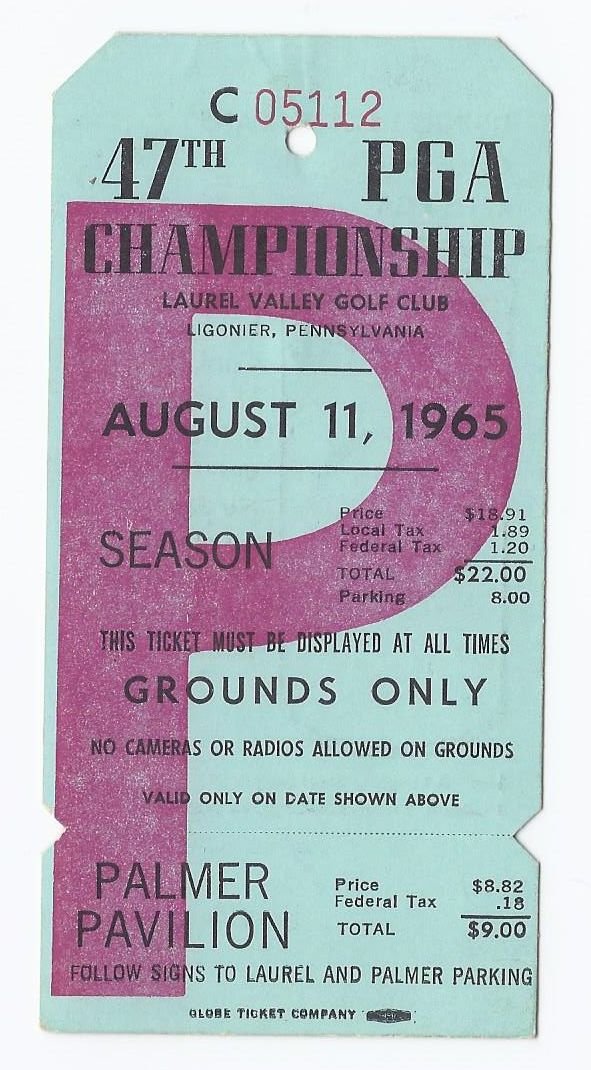 C 05112
47TH PGA
CHAMPIONSHIP
LAUREL VALLEY GOLF CLUB
LIGONIER, PENNSYLVANIA
AUGUST 11, 1965
SEASON
Price $18.91
Local Tax 1.89
Federal Tax 1.20
TOTAL $22.00
Parking 8.00
THIS TICKET MUST BE DISPLAYED AT ALL TIMES
GROUNDS ONLY
NO CAMERAS OR RADIOS ALLOWED ON GROUNDS
VALID ONLY ON DATE SHOWN ABOVE
PALMER
PAVILION
Price $8.82
Federal Tax .18
TOTAL $9.00
FOLLOW SIGNS TO LAUREL AND PALMER PARKING
GLOBE TICKET COMPANY
P